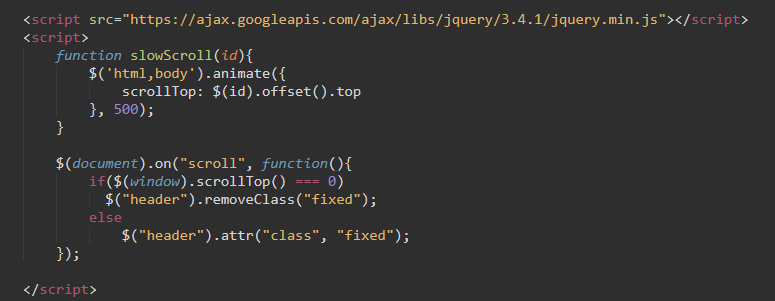 <script src="https://ajax.googleapis.com/ajax/libs/jquery/3.4.1/jquery.min.js"></script>
<script>
    function slowScroll(id){
        $('html,body').animate({
            scrollTop: $(id).offset().top
        }, 500);
    }

    $(document).on("scroll", function(){
        if($(window).scrollTop() === 0)
          $("header").removeClass("fixed");
        else
            $("header").attr("class", "fixed");
    });

</script>